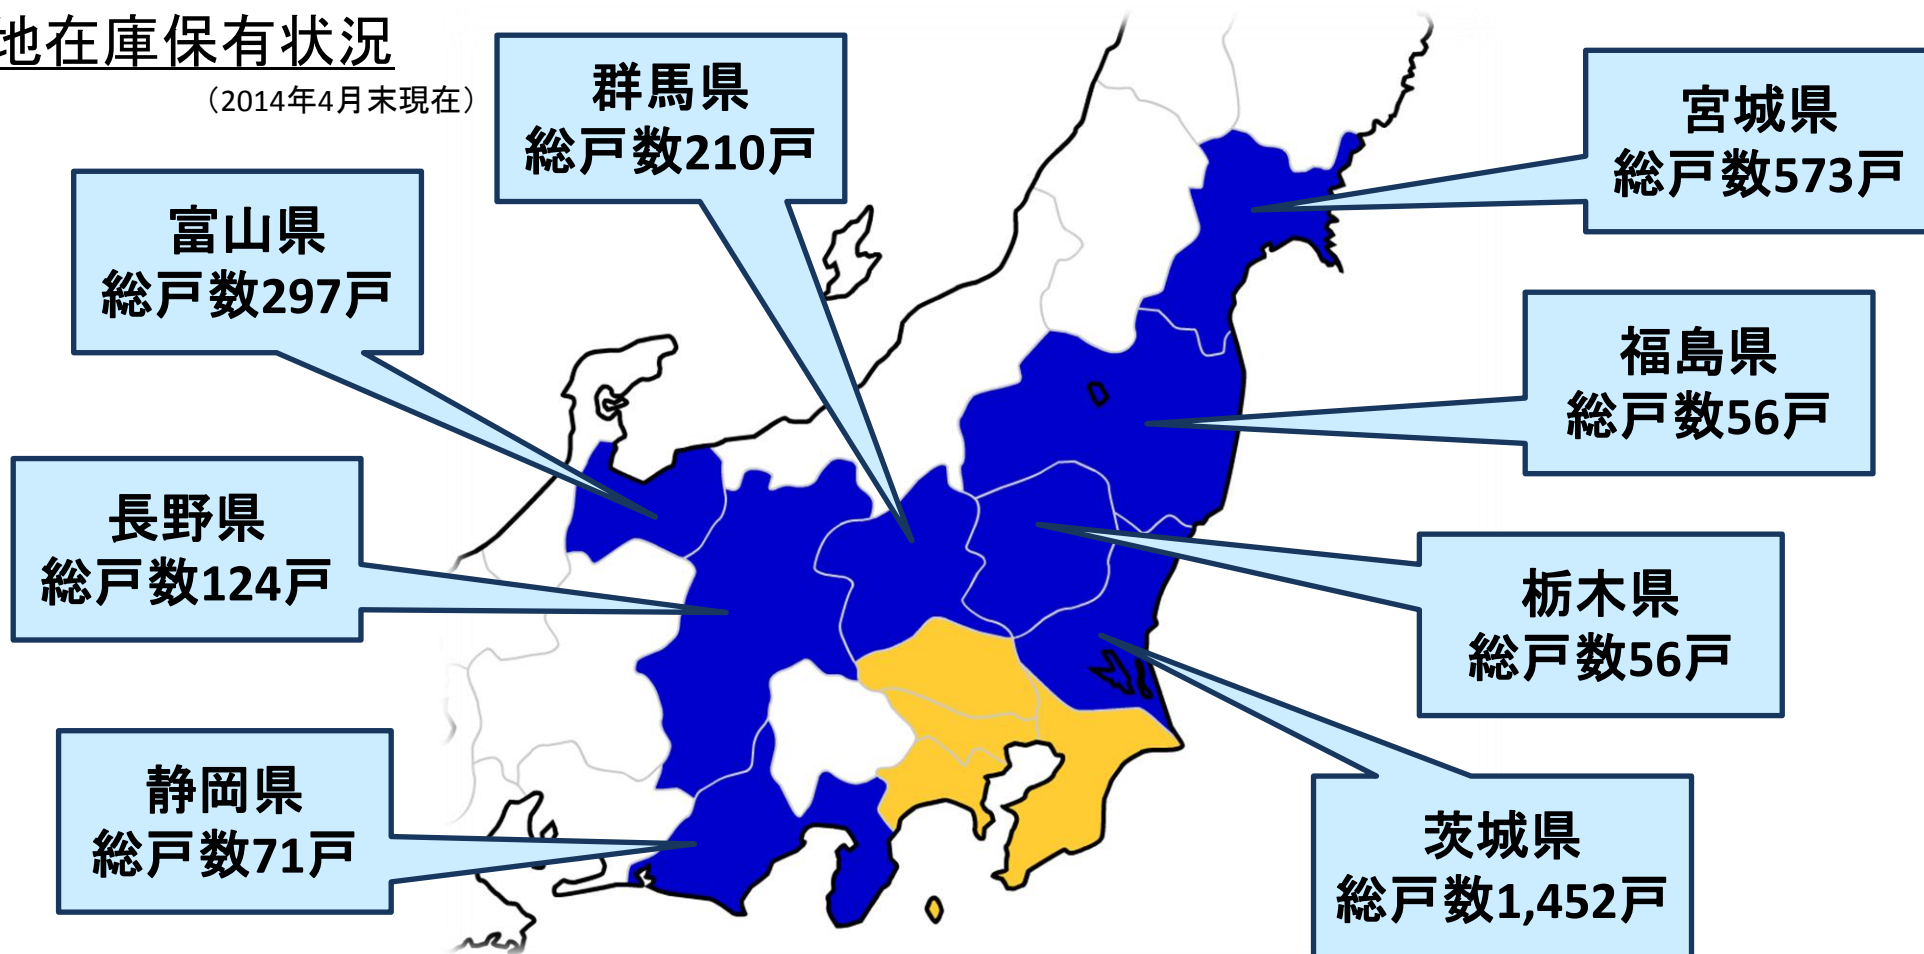 地在庫保有状況
（2014年4月末現在）
群馬県
総戸数210戸
宮城県
総戸数573戸
富山県
総戸数297戸
福島県
総戸数56戸
長野県
総戸数124戸
栃木県
総戸数56戸
静岡県
総戸数71戸
茨城県
総戸数1,452戸